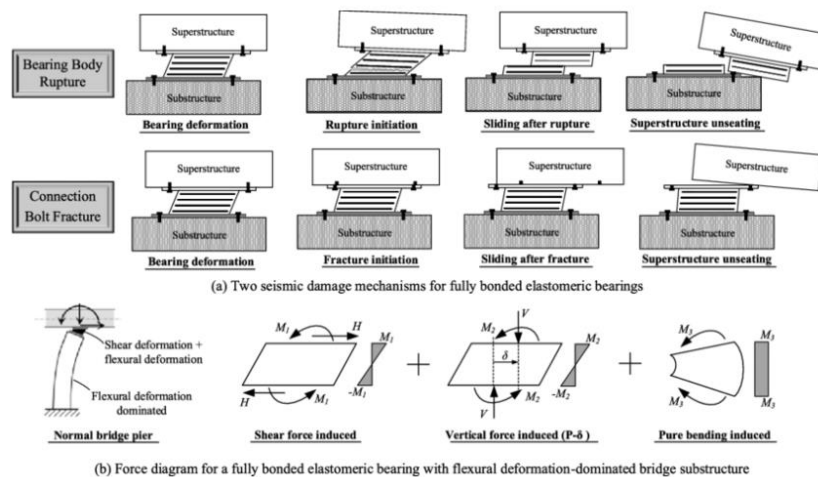 Bearing Body
Rupture
Superstructure
Substructure
Bearing deformation
Superstructure
Substructure
Rupture initiation
Superstructure
Substructure
Sliding after rupture
Superstructure
Substructure
Superstructure unseating
Connection
Bolt Fracture
Superstructure
Substructure
Bearing deformation
Superstructure
Substructure
Fracture initiation
Superstructure
Substructure
Sliding after fracture
Superstructure
Substructure
Superstructure unseating
(a) Two seismic damage mechanisms for fully bonded elastomeric bearings
Shear deformation +
flexural deformation
Flexural deformation
dominated
Normal bridge pier
M₁
H
H
M₁
M₁
-M₁
Shear force induced
+
V
M₂
δ
V
M₂
M₂
-M₂
Vertical force induced (P-δ )
+
M₃
M₃
M₃
M₃
Pure bending induced
(b) Force diagram for a fully bonded elastomeric bearing with flexural deformation-dominated bridge substructure